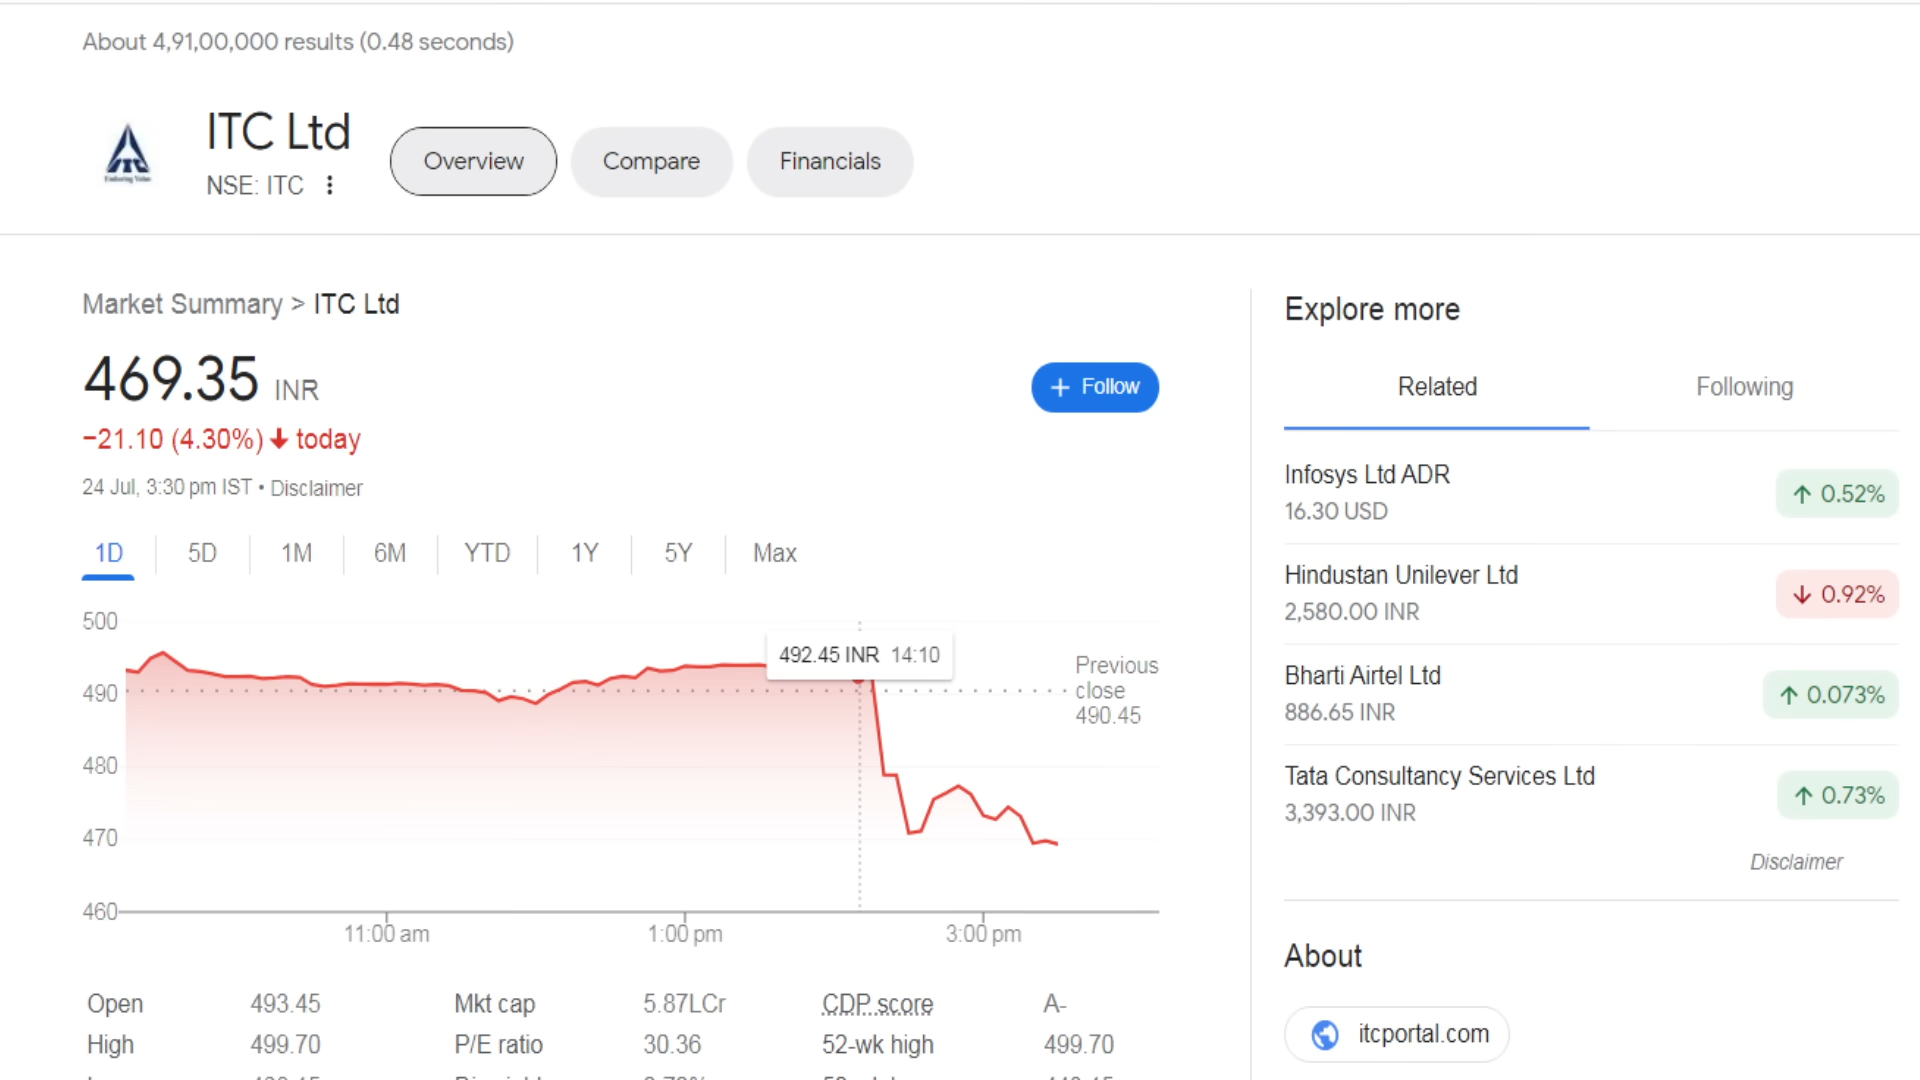 About 4,91,00,000 results (0.48 seconds)
ITC Ltd
NSE: ITC
Overview
Compare
Financials
Market Summary > ITC Ltd
469.35 INR
−21.10 (4.30%) ↓ today
24 Jul, 3:30 pm IST • Disclaimer
+ Follow
1D 5D 1M 6M YTD 1Y 5Y Max
500
490
480
470
460
492.45 INR 14:10
Previous
close
490.45
11:00 am 1:00 pm 3:00 pm
Open 493.45 Mkt cap 5.87LCr CDP score A-
High 499.70 P/E ratio 30.36 52-wk high 499.70
Explore more
Related Following
Infosys Ltd ADR
16.30 USD
↑ 0.52%
Hindustan Unilever Ltd
2,580.00 INR
↓ 0.92%
Bharti Airtel Ltd
886.65 INR
↑ 0.073%
Tata Consultancy Services Ltd
3,393.00 INR
↑ 0.73%
Disclaimer
About
itcportal.com